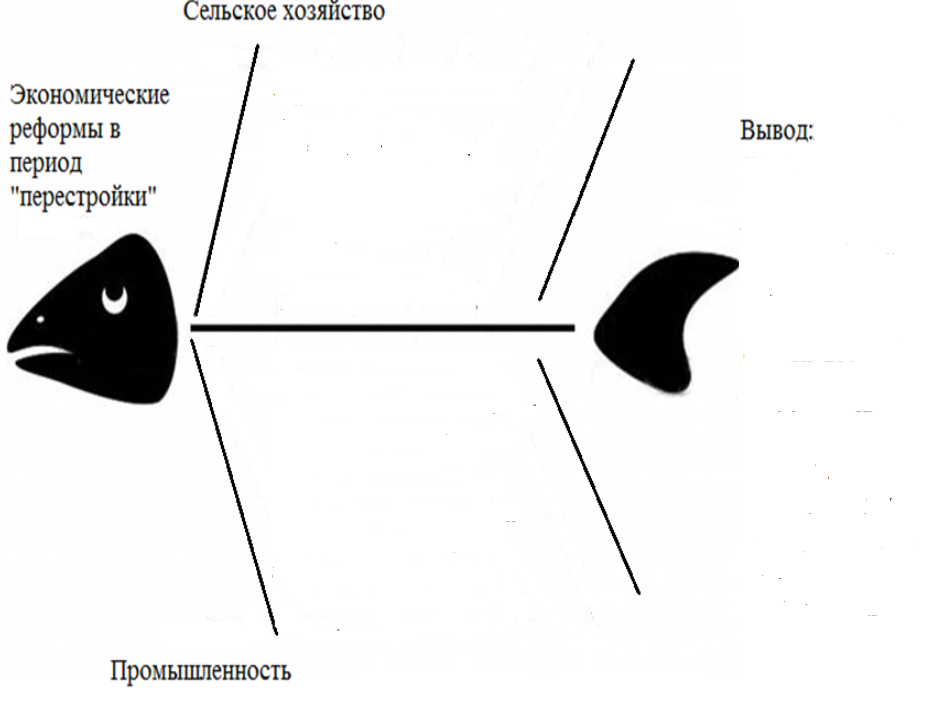 Сельское хозяйство
Экономические
реформы в
период
"перестройки"
Вывод:
Промышленность